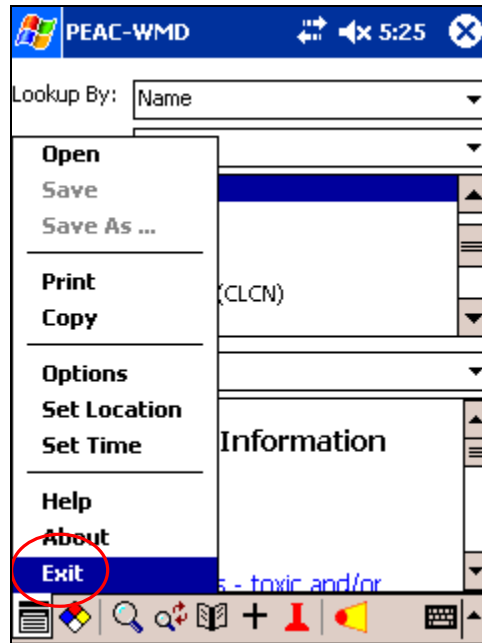 PEAC-WMD 5:25
Lookup By: Name
Open
Save
Save As ...
(CLCN)
Print
Copy
Options
Set Location
Set Time
Information
Help
About
Exit
- toxic and/or